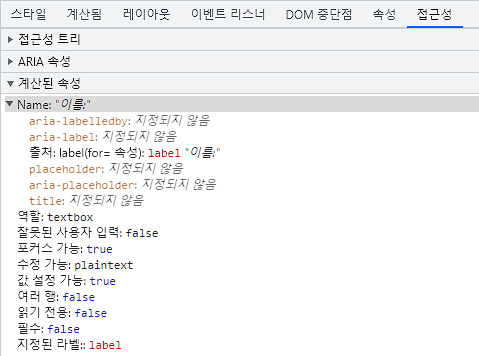 스타일 계산됨 레이아웃 이벤트 리스너 DOM 중단점 속성 접근성
접근성 트리
ARIA 속성
계산된 속성
Name: "이름:"
aria-labelledby: 지정되지 않음
aria-label: 지정되지 않음
출처: label(for= 속성): label "이름:"
placeholder: 지정되지 않음
aria-placeholder: 지정되지 않음
title: 지정되지 않음
역할: textbox
잘못된 사용자 입력: false
포커스 가능: true
수정 가능: plaintext
값 설정 가능: true
여러 행: false
읽기 전용: false
필수: false
지정된 라벨:: label